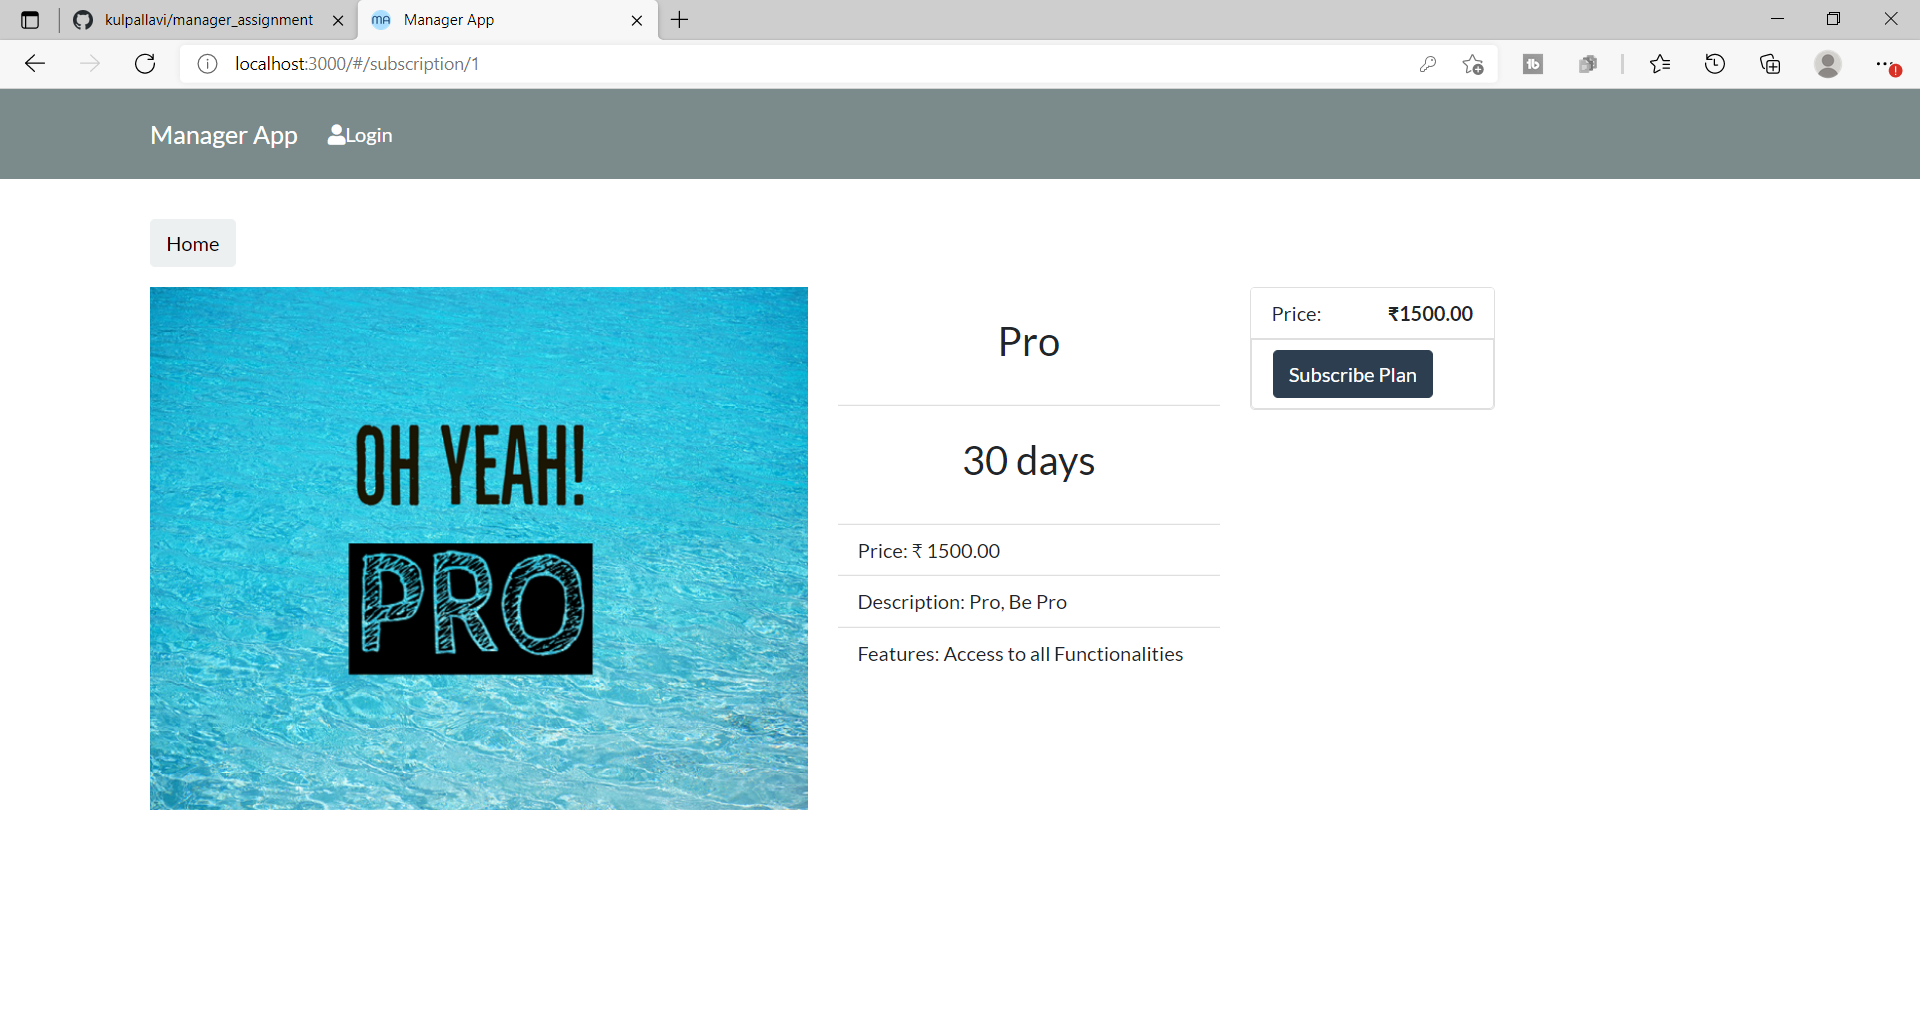 kulpallavi/manager_assignment
MA Manager App
localhost:3000/#/subscription/1
tb
Manager App
Login
Home
OH YEAH!
PRO
Pro
30 days
Price: ₹ 1500.00
Description: Pro, Be Pro
Features: Access to all Functionalities
Price: ₹1500.00
Subscribe Plan